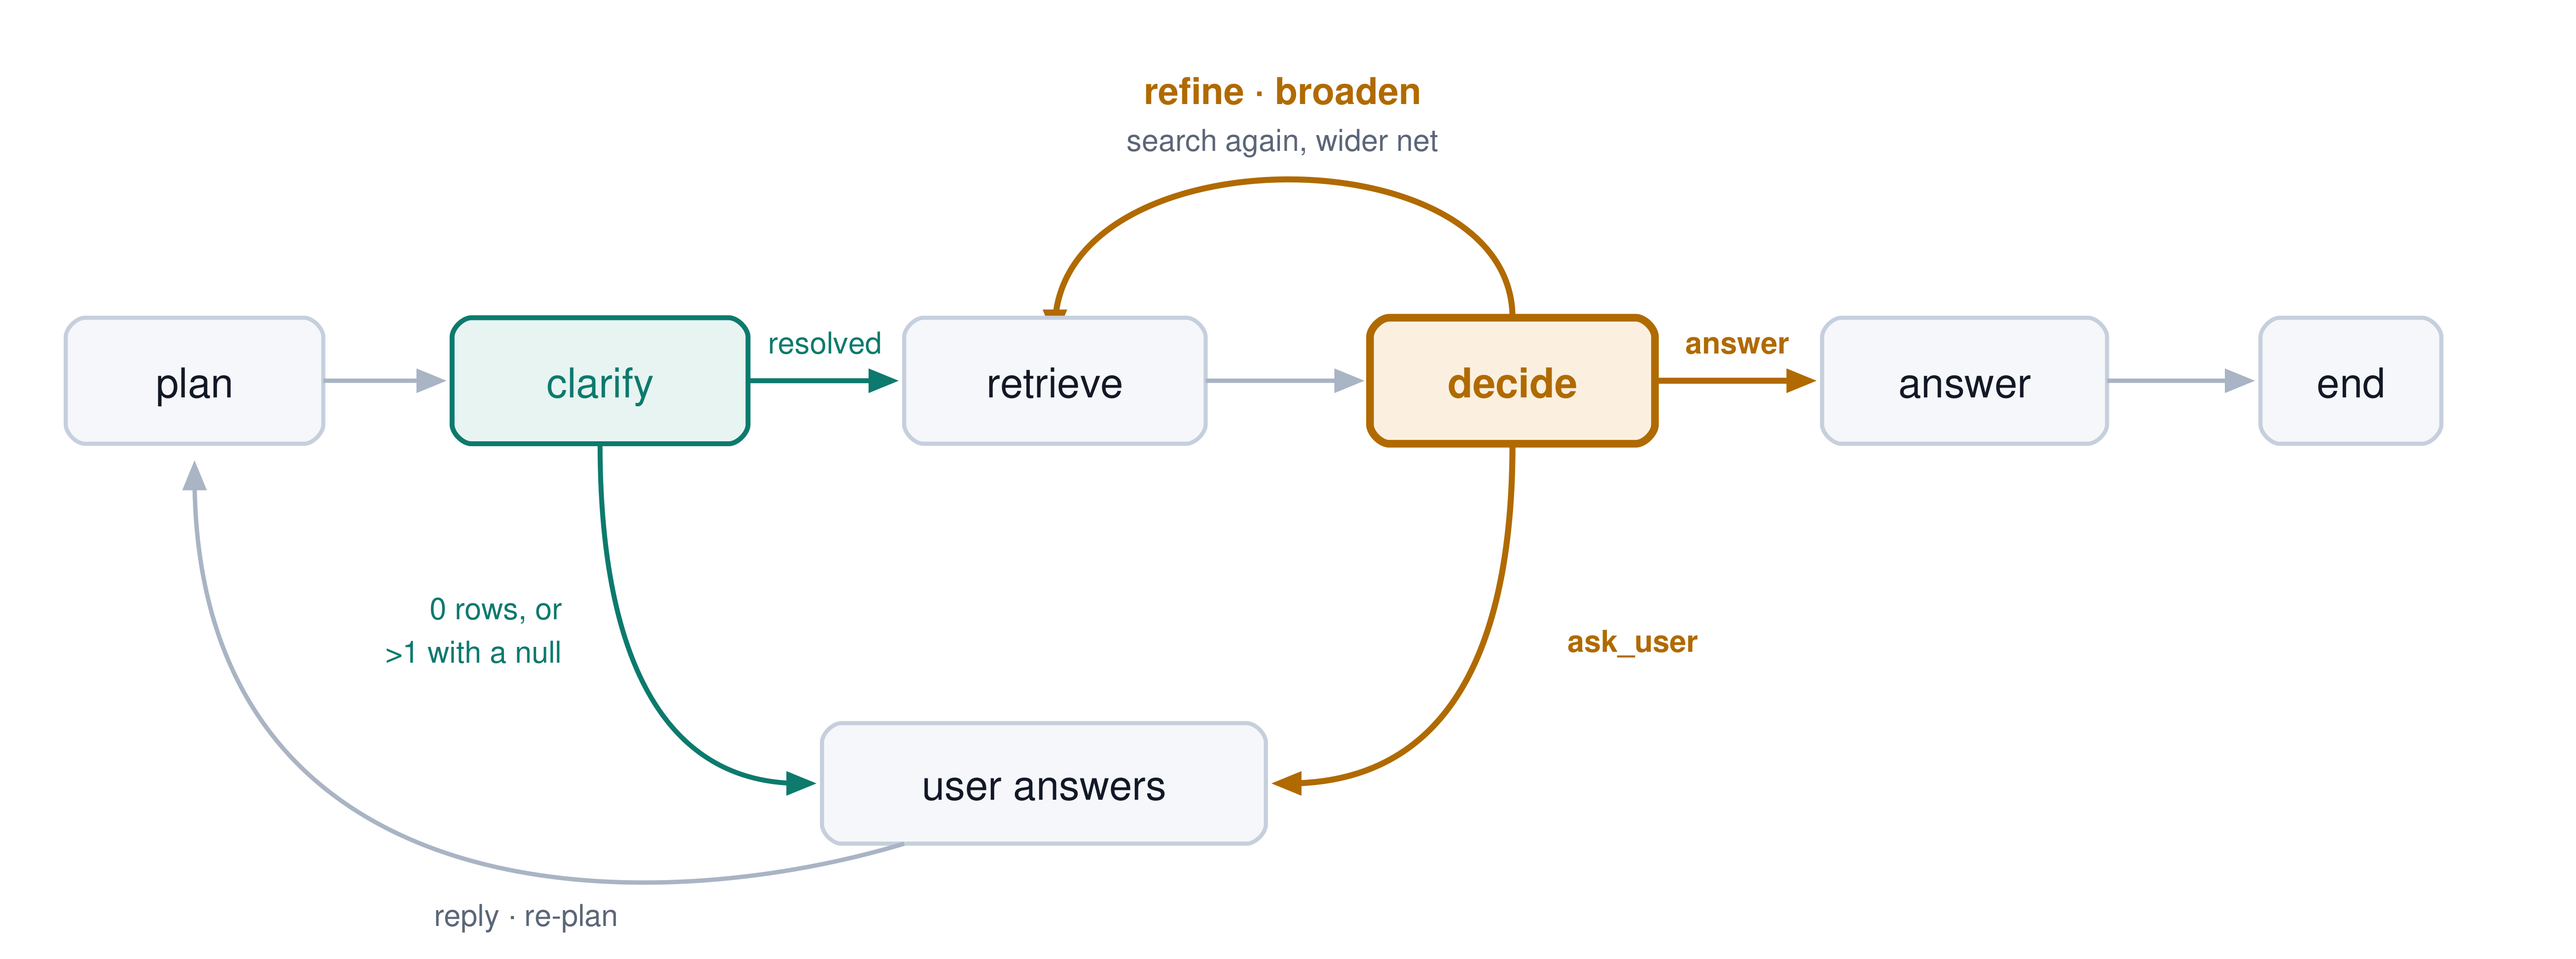 refine · broaden
search again, wider net
plan
clarify
resolved
retrieve
decide
answer
answer
end
0 rows, or
>1 with a null
ask_user
user answers
reply · re-plan